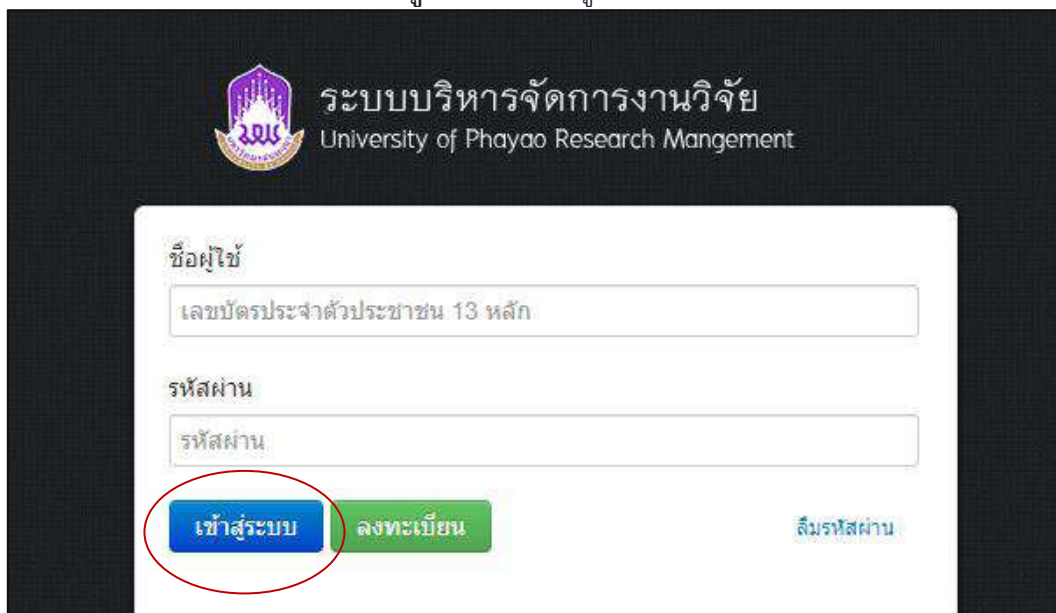 ระบบบริหารจัดการงานวิจัย
University of Phayao Research Mangement
ชื่อผู้ใช้
เลขบัตรประจำตัวประชาชน 13 หลัก
รหัสผ่าน
รหัสผ่าน
เข้าสู่ระบบ ลงทะเบียน ลืมรหัสผ่าน